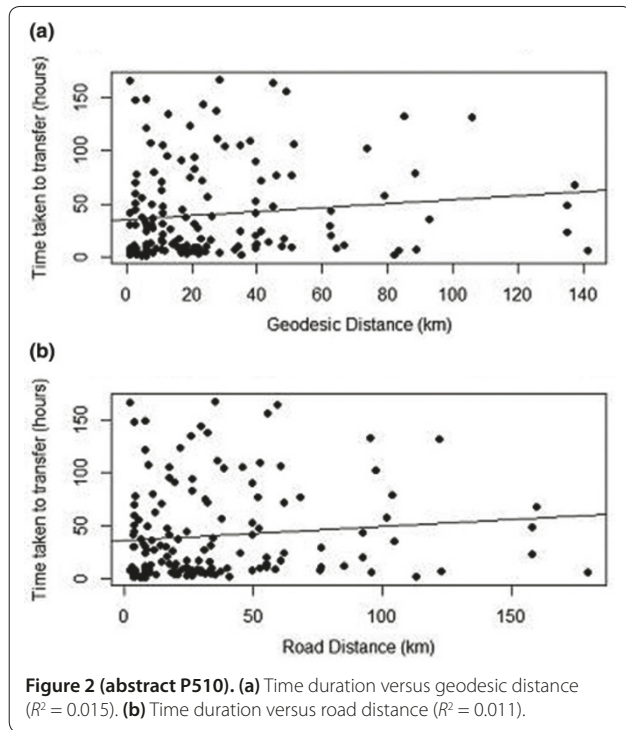 (a)
Time taken to transfer (hours)
0 50 100 150
0 20 40 60 80 100 120 140
Geodesic Distance (km)
(b)
Time taken to transfer (hours)
0 50 100 150
0 50 100 150
Road Distance (km)
Figure 2 (abstract P510). (a) Time duration versus geodesic distance
(R² = 0.015). (b) Time duration versus road distance (R² = 0.011).